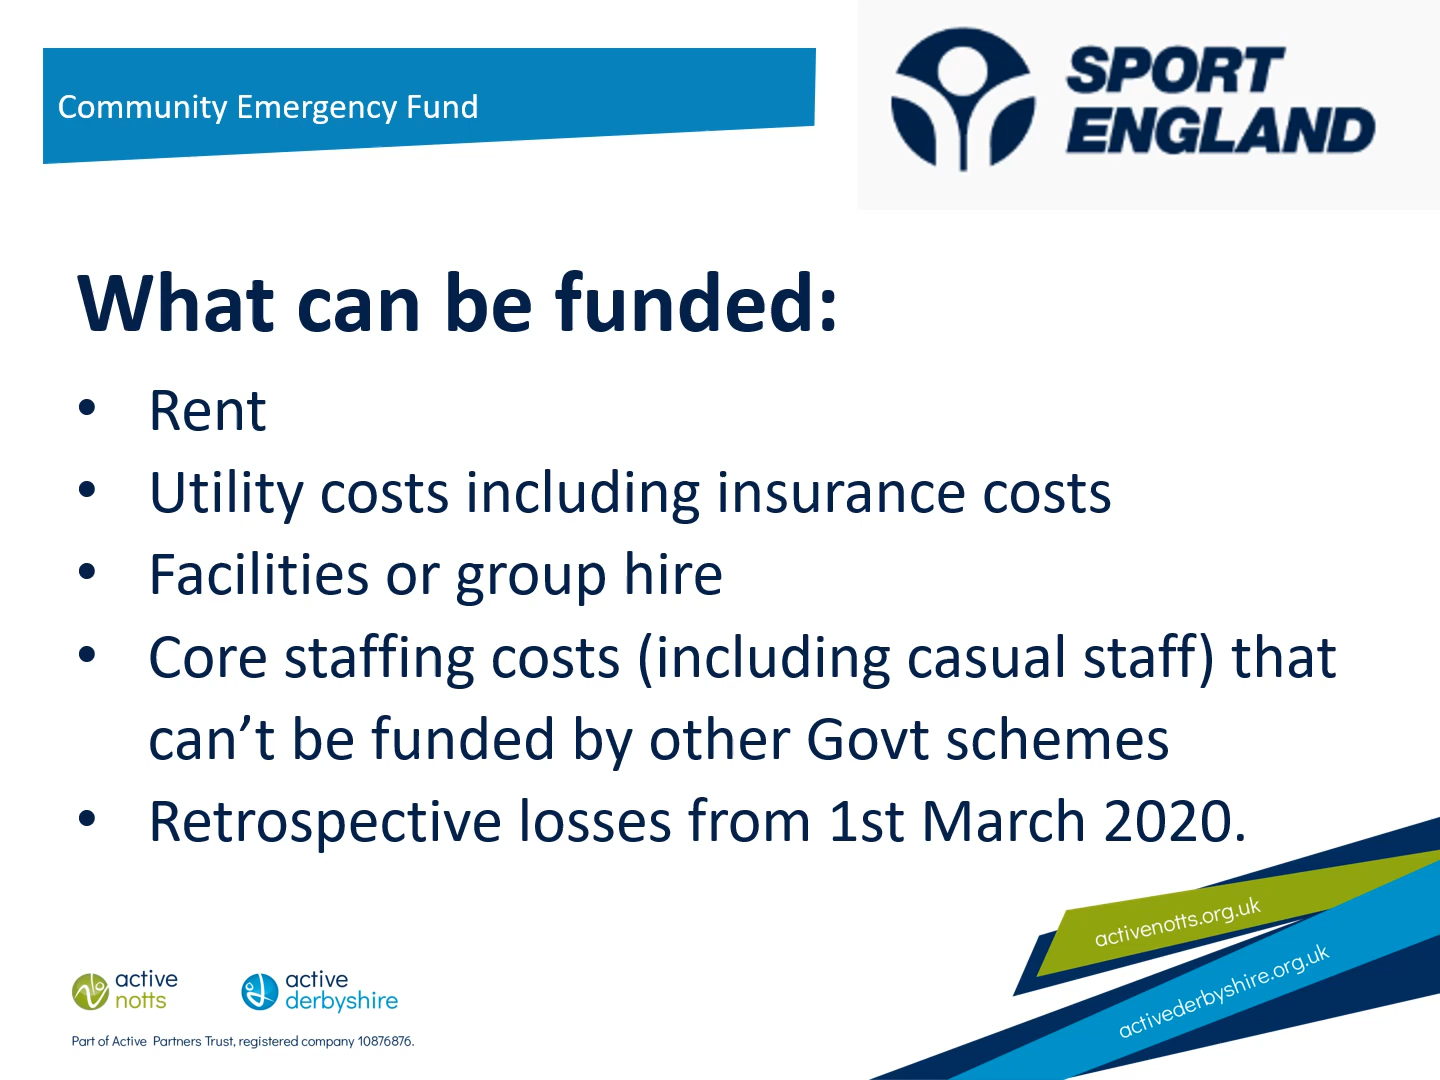 Community Emergency Fund
SPORT
ENGLAND
What can be funded:
• Rent
• Utility costs including insurance costs
• Facilities or group hire
• Core staffing costs (including casual staff) that
can’t be funded by other Govt schemes
• Retrospective losses from 1st March 2020.
activenotts.org.uk
activederbyshire.org.uk
active
notts
active
derbyshire
Part of Active Partners Trust, registered company 10876876.